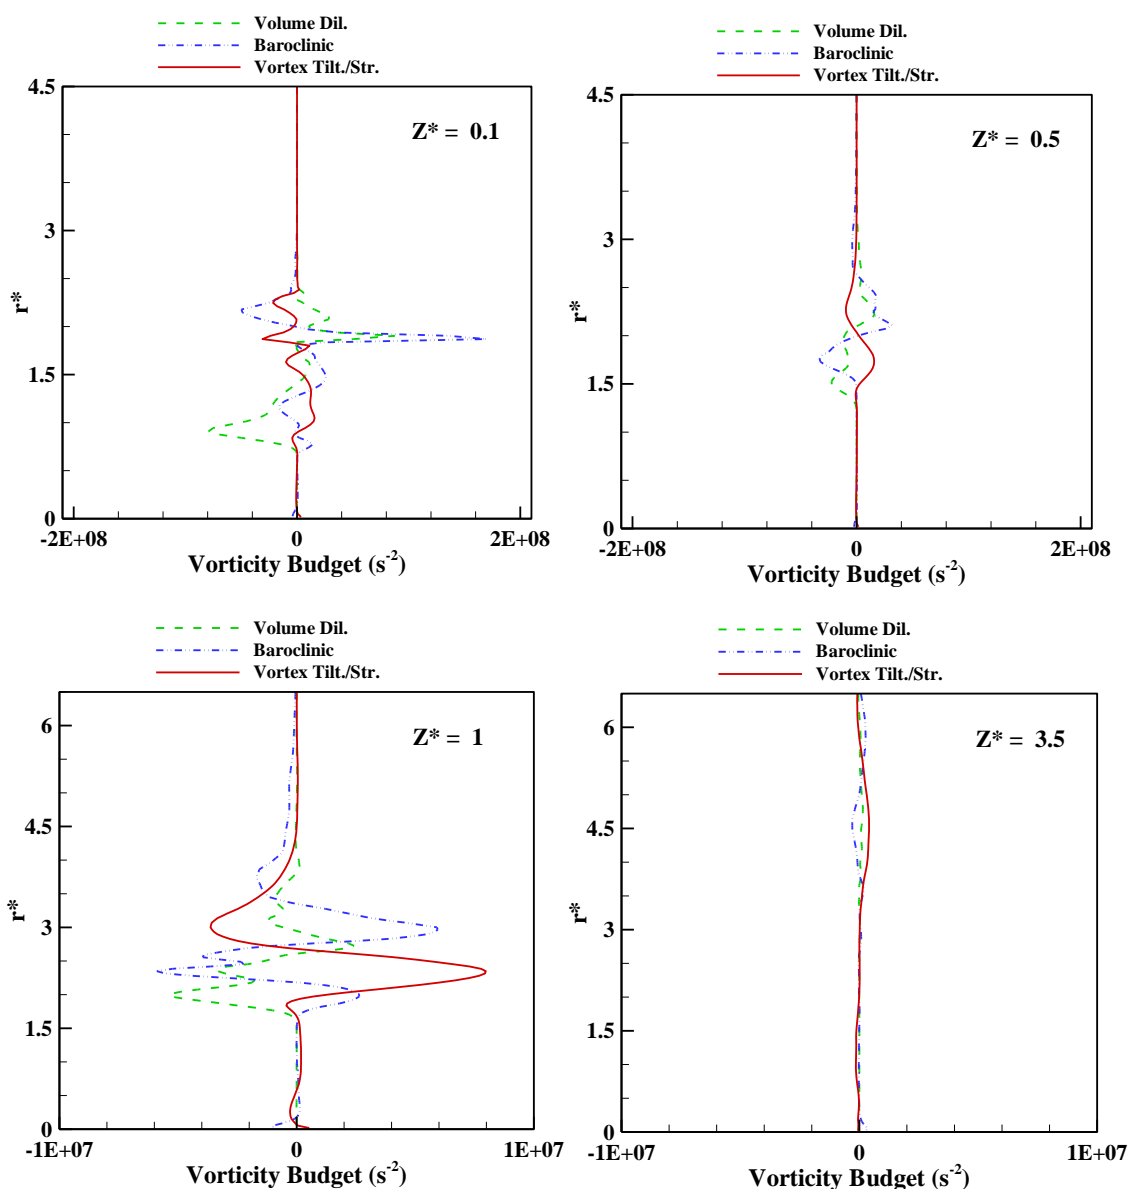 Volume Dil.
Baroclinic
Vortex Tilt./Str.
4.5
3
1.5
0
r*
Z* = 0.1
-2E+08
0
2E+08
Vorticity Budget (s-2)
Volume Dil.
Baroclinic
Vortex Tilt./Str.
4.5
3
1.5
0
r*
Z* = 0.5
-2E+08
0
2E+08
Vorticity Budget (s-2)
Volume Dil.
Baroclinic
Vortex Tilt./Str.
6
4.5
3
1.5
0
r*
Z* = 1
-1E+07
0
1E+07
Vorticity Budget (s-2)
Volume Dil.
Baroclinic
Vortex Tilt./Str.
6
4.5
3
1.5
0
r*
Z* = 3.5
-1E+07
0
1E+07
Vorticity Budget (s-2)